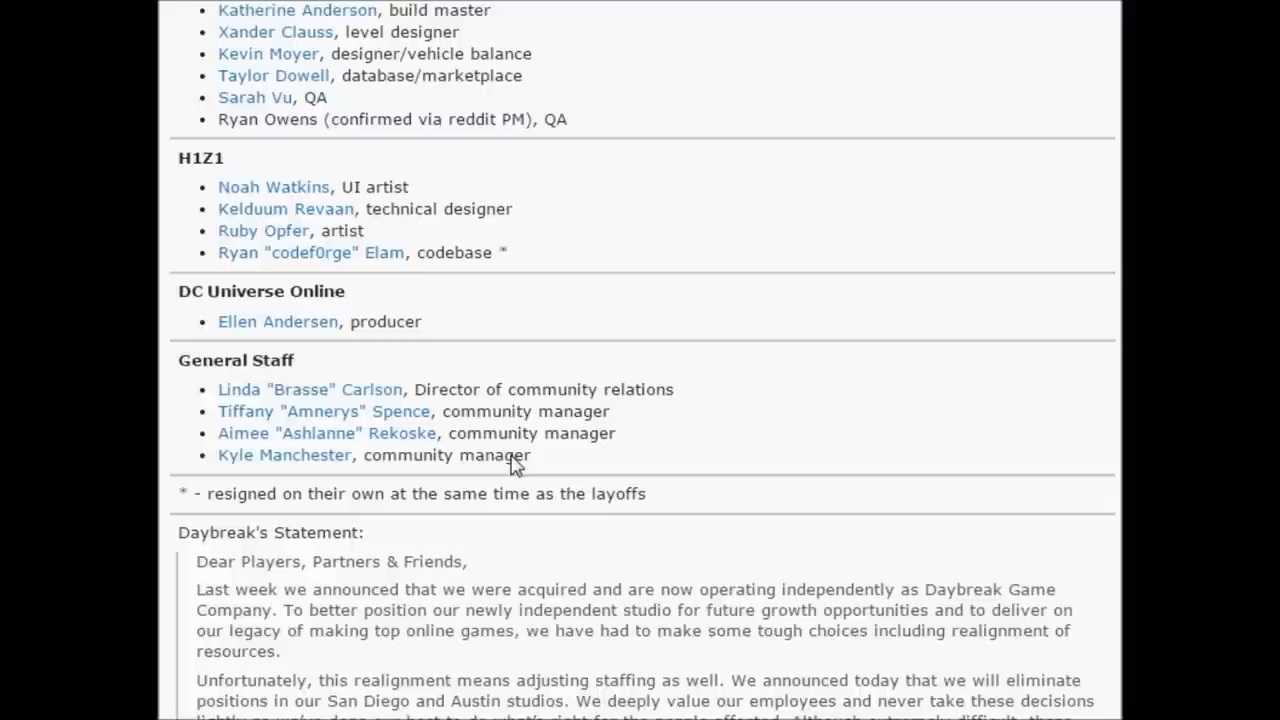 Katherine Anderson, build master
Xander Clauss, level designer
Kevin Moyer, designer/vehicle balance
Taylor Dowell, database/marketplace
Sarah Vu, QA
Ryan Owens (confirmed via reddit PM), QA
H1Z1
Noah Watkins, UI artist
Kelduum Revaan, technical designer
Ruby Opfer, artist
Ryan "codef0rge" Elam, codebase *
DC Universe Online
Ellen Andersen, producer
General Staff
Linda "Brasse" Carlson, Director of community relations
Tiffany "Amnerys" Spence, community manager
Aimee "Ashlanne" Rekoske, community manager
Kyle Manchester, community manager
* - resigned on their own at the same time as the layoffs
Daybreak's Statement:
Dear Players, Partners & Friends,
Last week we announced that we were acquired and are now operating independently as Daybreak Game
Company. To better position our newly independent studio for future growth opportunities and to deliver on
our legacy of making top online games, we have had to make some tough choices including realignment of
resources.
Unfortunately, this realignment means adjusting staffing as well. We announced today that we will eliminate
positions in our San Diego and Austin studios. We deeply value our employees and never take these decisions